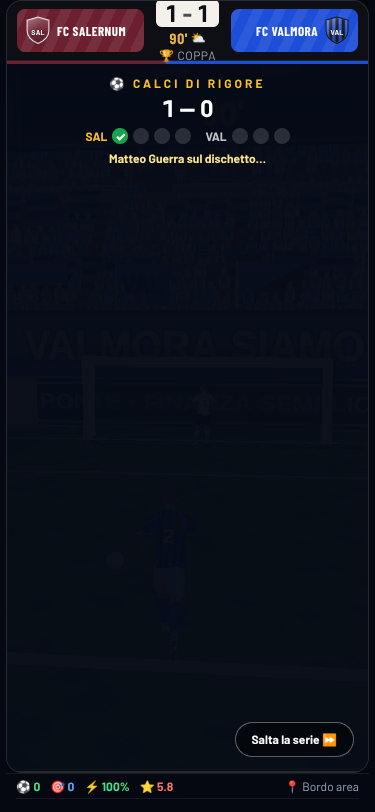 SAL FC SALERNUM
1 - 1
FC VALMORA VAL
90'
COPPA
CALCI DI RIGORE
1 — 0
SAL VAL
Matteo Guerra sul dischetto...
VALMORA SIAMO
2
Salta la serie
0 0 100% 5.8 Bordo area